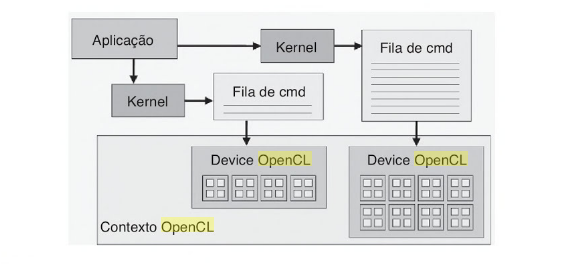 Aplicação
Kernel
Fila de cmd
Kernel
Fila de cmd
Device OpenCL
Device OpenCL
Contexto OpenCL